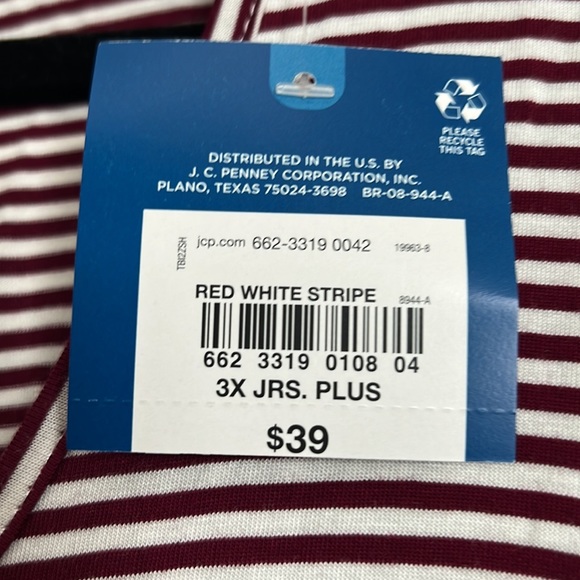 PLEASE
RECYCLE
THIS TAG
DISTRIBUTED IN THE U.S. BY
J. C. PENNEY CORPORATION, INC.
PLANO, TEXAS 75024-3698 BR-08-944-A
TBI2ZSH
jcp.com 662-3319 0042 19963-8
RED WHITE STRIPE 8944-A
662 3319 0108 04
3X JRS. PLUS
$39